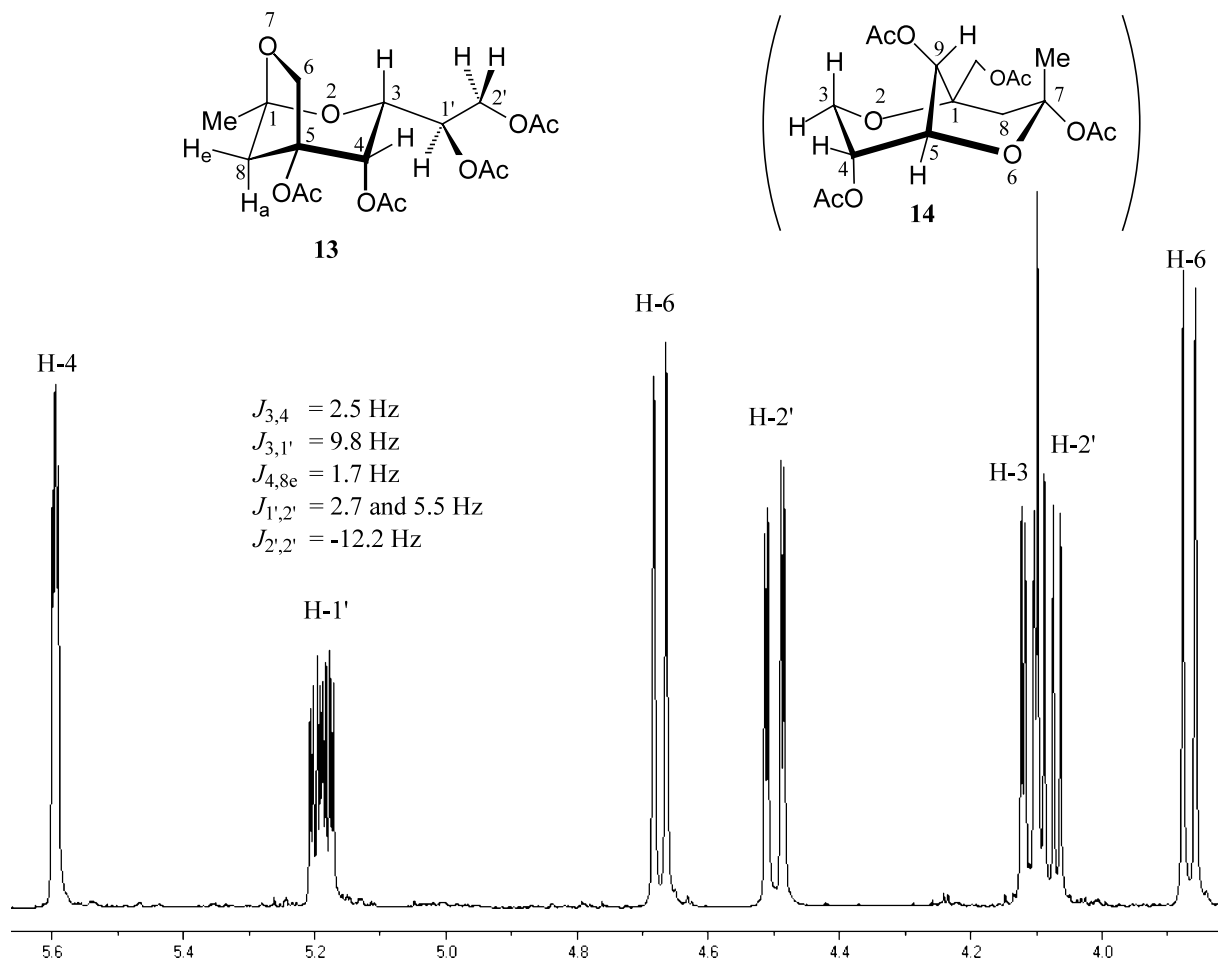 7
O
6
H
H
H
2
O
3
1'
2'
Me
1
5
4
H
OAc
He
8
H
OAc
Ha
OAc
OAc
13
AcO
9
H
Me
OAc
H
3
2
O
1
8
7
H
OAc
H
4
5
O
6
AcO
H
14
H-4
H-6
H-6
J3,4 = 2.5 Hz
J3,1' = 9.8 Hz
J4,8e = 1.7 Hz
J1',2' = 2.7 and 5.5 Hz
J2',2' = -12.2 Hz
H-2'
H-2'
H-3
H-1'
5.6 5.4 5.2 5.0 4.8 4.6 4.4 4.2 4.0